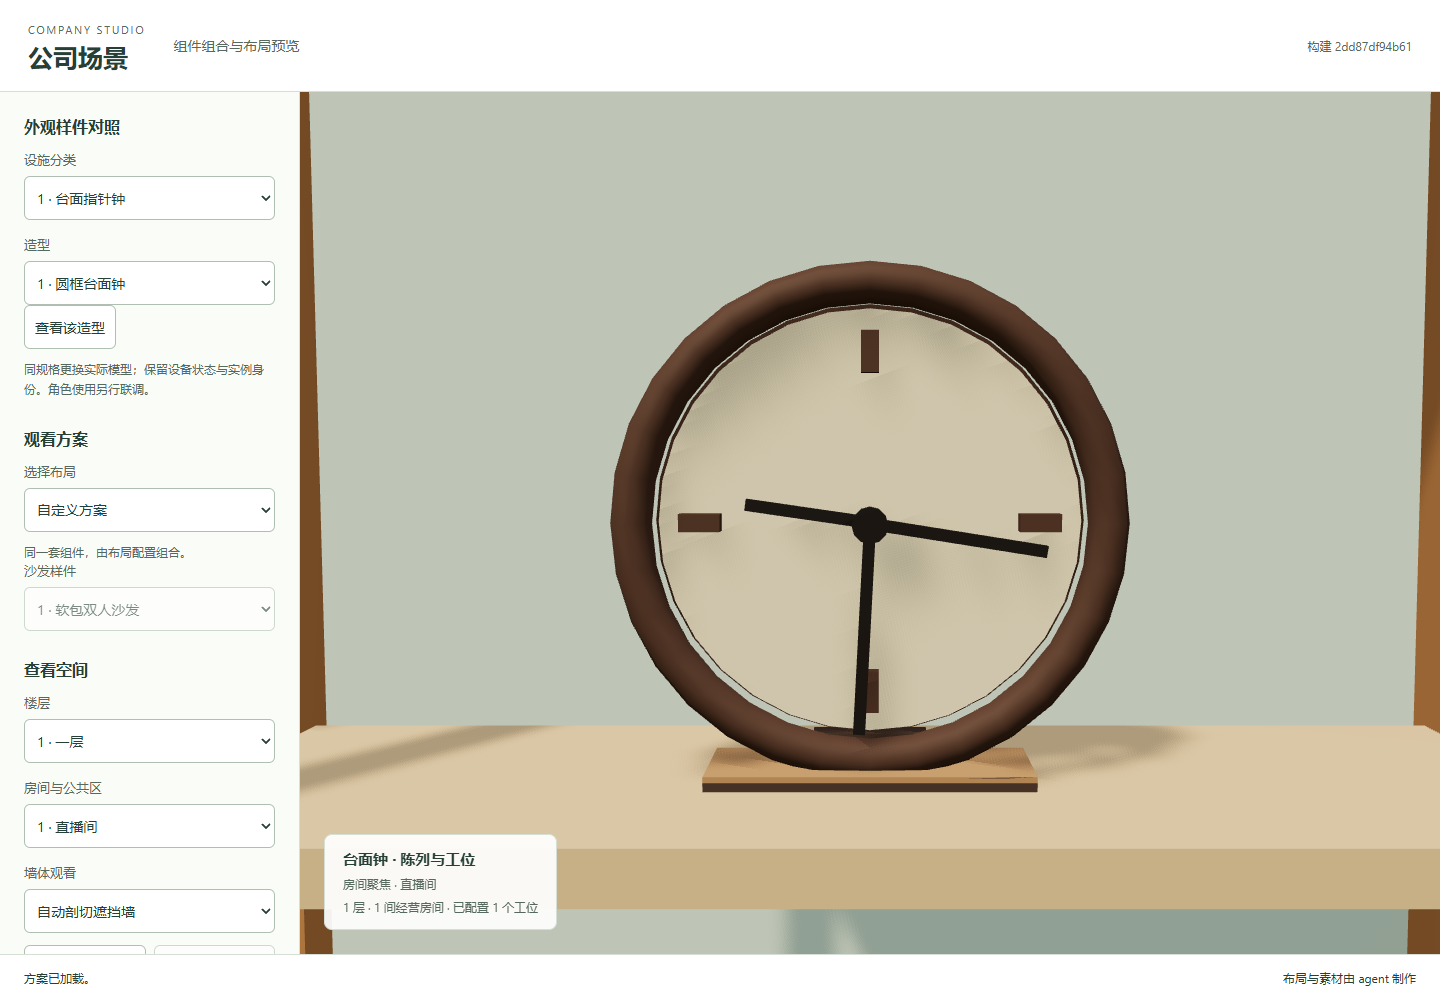 COMPANY STUDIO
公司场景
组件组合与布局预览
构建 2dd87df94b61
外观样件对照
设施分类
1 · 台面指针钟
造型
1 · 圆框台面钟
查看该造型
同规格更换实际模型；保留设备状态与实例身
份。角色使用另行联调。
观看方案
选择布局
自定义方案
同一套组件，由布局配置组合。
沙发样件
1 · 软包双人沙发
查看空间
楼层
1 · 一层
房间与公共区
1 · 直播间
墙体观看
自动剖切遮挡墙
台面钟 · 陈列与工位
房间聚焦 · 直播间
1 层 · 1 间经营房间 · 已配置 1 个工位
方案已加载。
布局与素材由 agent 制作